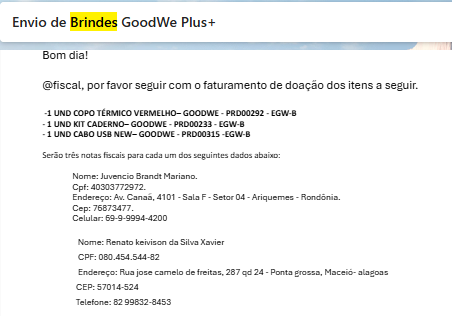 Envio de Brindes GoodWe Plus+
Bom dia!
@fiscal, por favor seguir com o faturamento de doação dos itens a seguir.
-1 UND COPO TÉRMICO VERMELHO– GOODWE - PRD00292 - EGW-B
- 1 UND KIT CADERNO– GOODWE - PRD00233 - EGW-B
- 1 UND CABO USB NEW– GOODWE - PRD00315 -EGW-B
Serão três notas fiscais para cada um dos seguintes dados abaixo:
Nome: Juvencio Brandt Mariano.
Cpf: 40303772972.
Endereço: Av. Canaã, 4101 - Sala F - Setor 04 - Ariquemes - Rondônia.
Cep: 76873477.
Celular: 69-9-9994-4200
Nome: Renato keivison da Silva Xavier
CPF: 080.454.544-82
Endereço: Rua jose camelo de freitas, 287 qd 24 - Ponta grossa, Maceió- alagoas
CEP: 57014-524
Telefone: 82 99832-8453